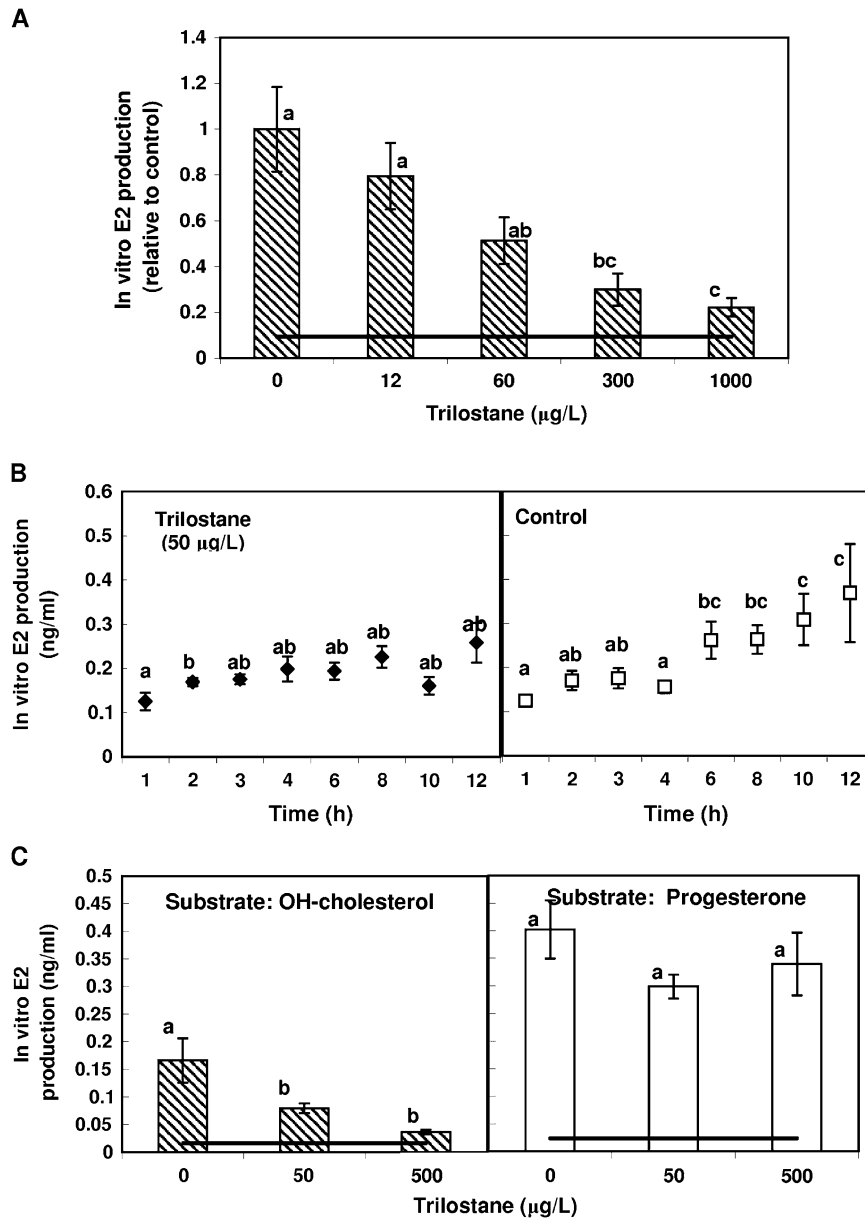 A
In vitro E2 production
(relative to control)
1.4
1.2
1
0.8
0.6
0.4
0.2
0
a
a
ab
bc
c
0 12 60 300 1000
Trilostane (µg/L)
B
In vitro E2 production
(ng/ml)
0.6
0.5
0.4
0.3
0.2
0.1
0
Trilostane
(50 µg/L)
a b ab ab ab ab ab ab
1 2 3 4 6 8 10 12
Time (h)
Control
a ab ab a bc bc c c
1 2 3 4 6 8 10 12
Time (h)
C
In vitro E2
production (ng/ml)
0.5
0.45
0.4
0.35
0.3
0.25
0.2
0.15
0.1
0.05
0
Substrate: OH-cholesterol
a
b
b
0 50 500
Substrate: Progesterone
a
a
a
0 50 500
Trilostane (µg/L)